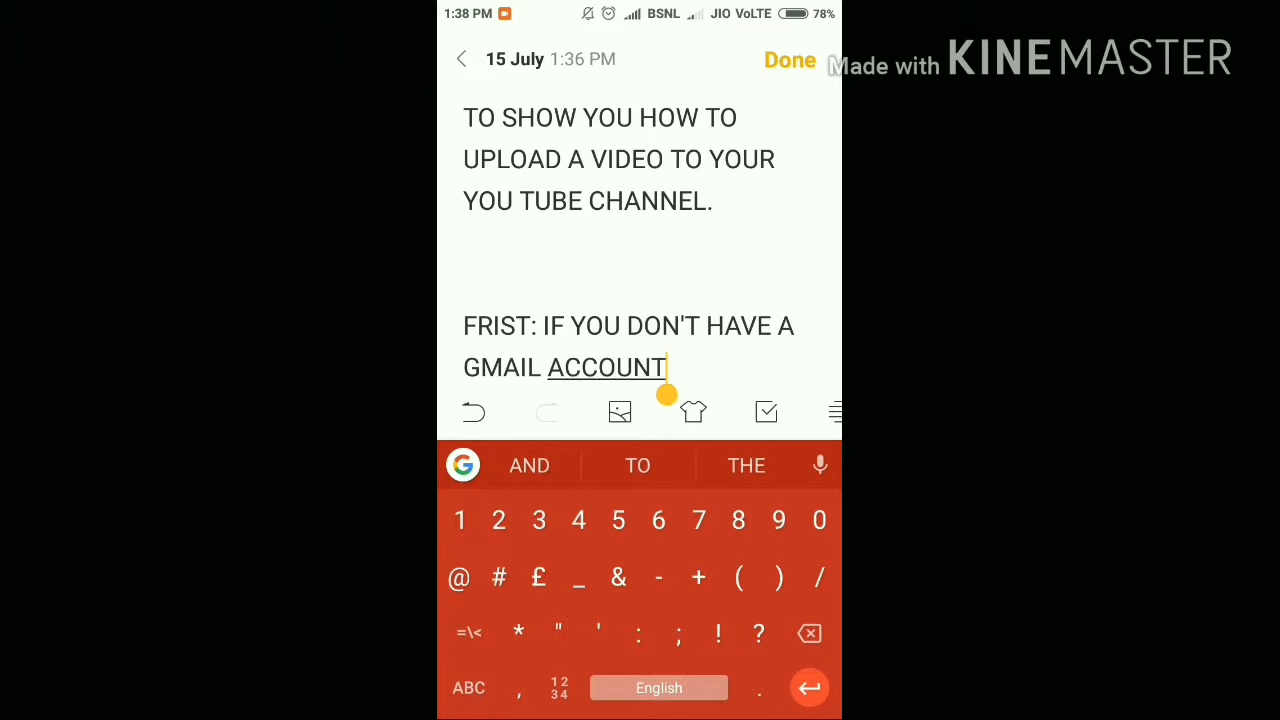 1:38 PM BSNL JIO VoLTE 78%
15 July 1:36 PM Done
Made with KINEMASTER
TO SHOW YOU HOW TO
UPLOAD A VIDEO TO YOUR
YOU TUBE CHANNEL.
FRIST: IF YOU DON'T HAVE A
GMAIL ACCOUNT
G AND TO THE
1 2 3 4 5 6 7 8 9 0
@ # £ _ & - + ( ) /
=\< * " ' : ; ! ?
ABC , 12 34 English .